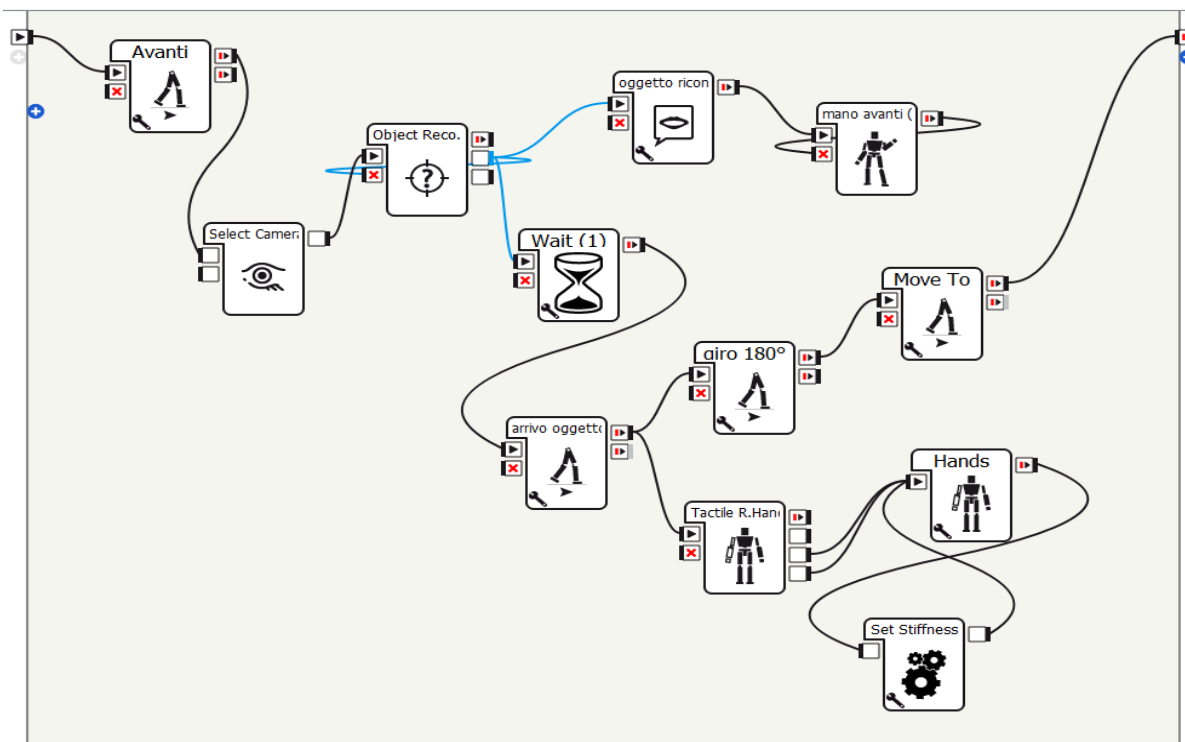 Avanti
oggetto ricon
mano avanti (
Object Reco.
Select Camera
Wait (1)
Move To
giro 180°
arrivo oggetto
Hands
Tactile R.Han
Set Stiffness